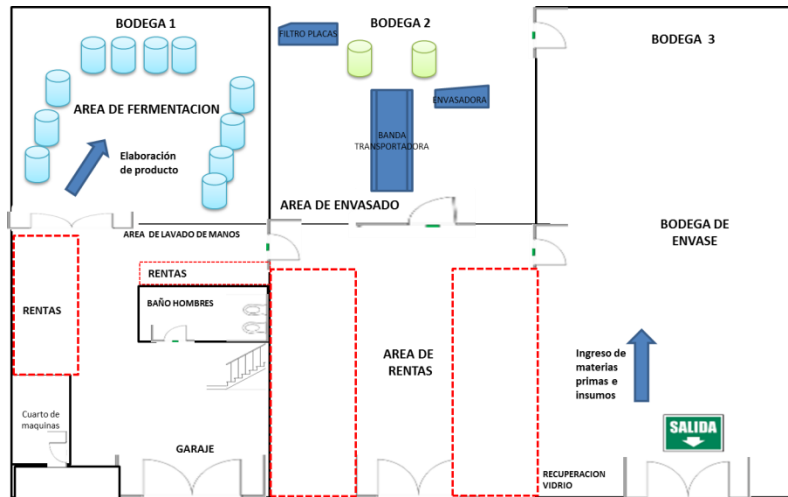 BODEGA 1
BODEGA 2
BODEGA 3
FILTRO PLACAS
ENVASADORA
AREA DE FERMENTACION
BANDA
TRANSPORTADORA
Elaboración
de producto
AREA DE ENVASADO
AREA DE LAVADO DE MANOS
BODEGA DE
ENVASE
RENTAS
RENTAS
BAÑO HOMBRES
AREA DE
RENTAS
Ingreso de
materias
primas e
insumos
Cuarto de
maquinas
SALIDA
GARAJE
RECUPERACION
VIDRIO